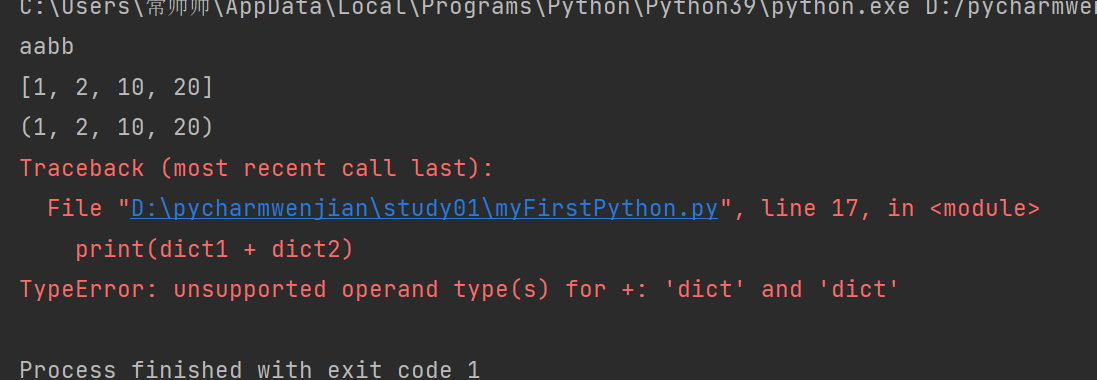 C:\Users\常帅帅\AppData\Local\Programs\Python\Python39\python.exe D:/pycharmwen
aabb
[1, 2, 10, 20]
(1, 2, 10, 20)
Traceback (most recent call last):
  File "D:\pycharmwenjian\study01\myFirstPython.py", line 17, in <module>
    print(dict1 + dict2)
TypeError: unsupported operand type(s) for +: 'dict' and 'dict'
Process finished with exit code 1